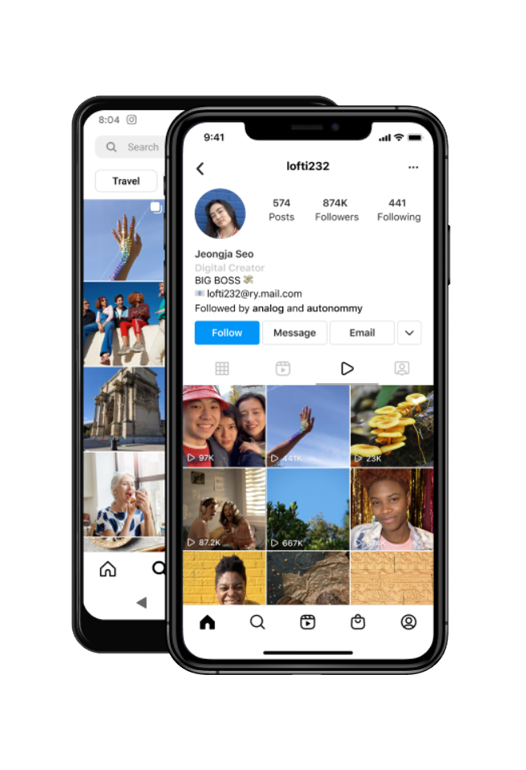 8:04
Search
Travel
9:41
lofti232
574 874K 441
Posts Followers Following
Jeongja Seo
Digital Creator
BIG BOSS
lofti232@ry.mail.com
Followed by analog and autonommy
Follow Message Email
97K 441K 23K
87.2K 667K